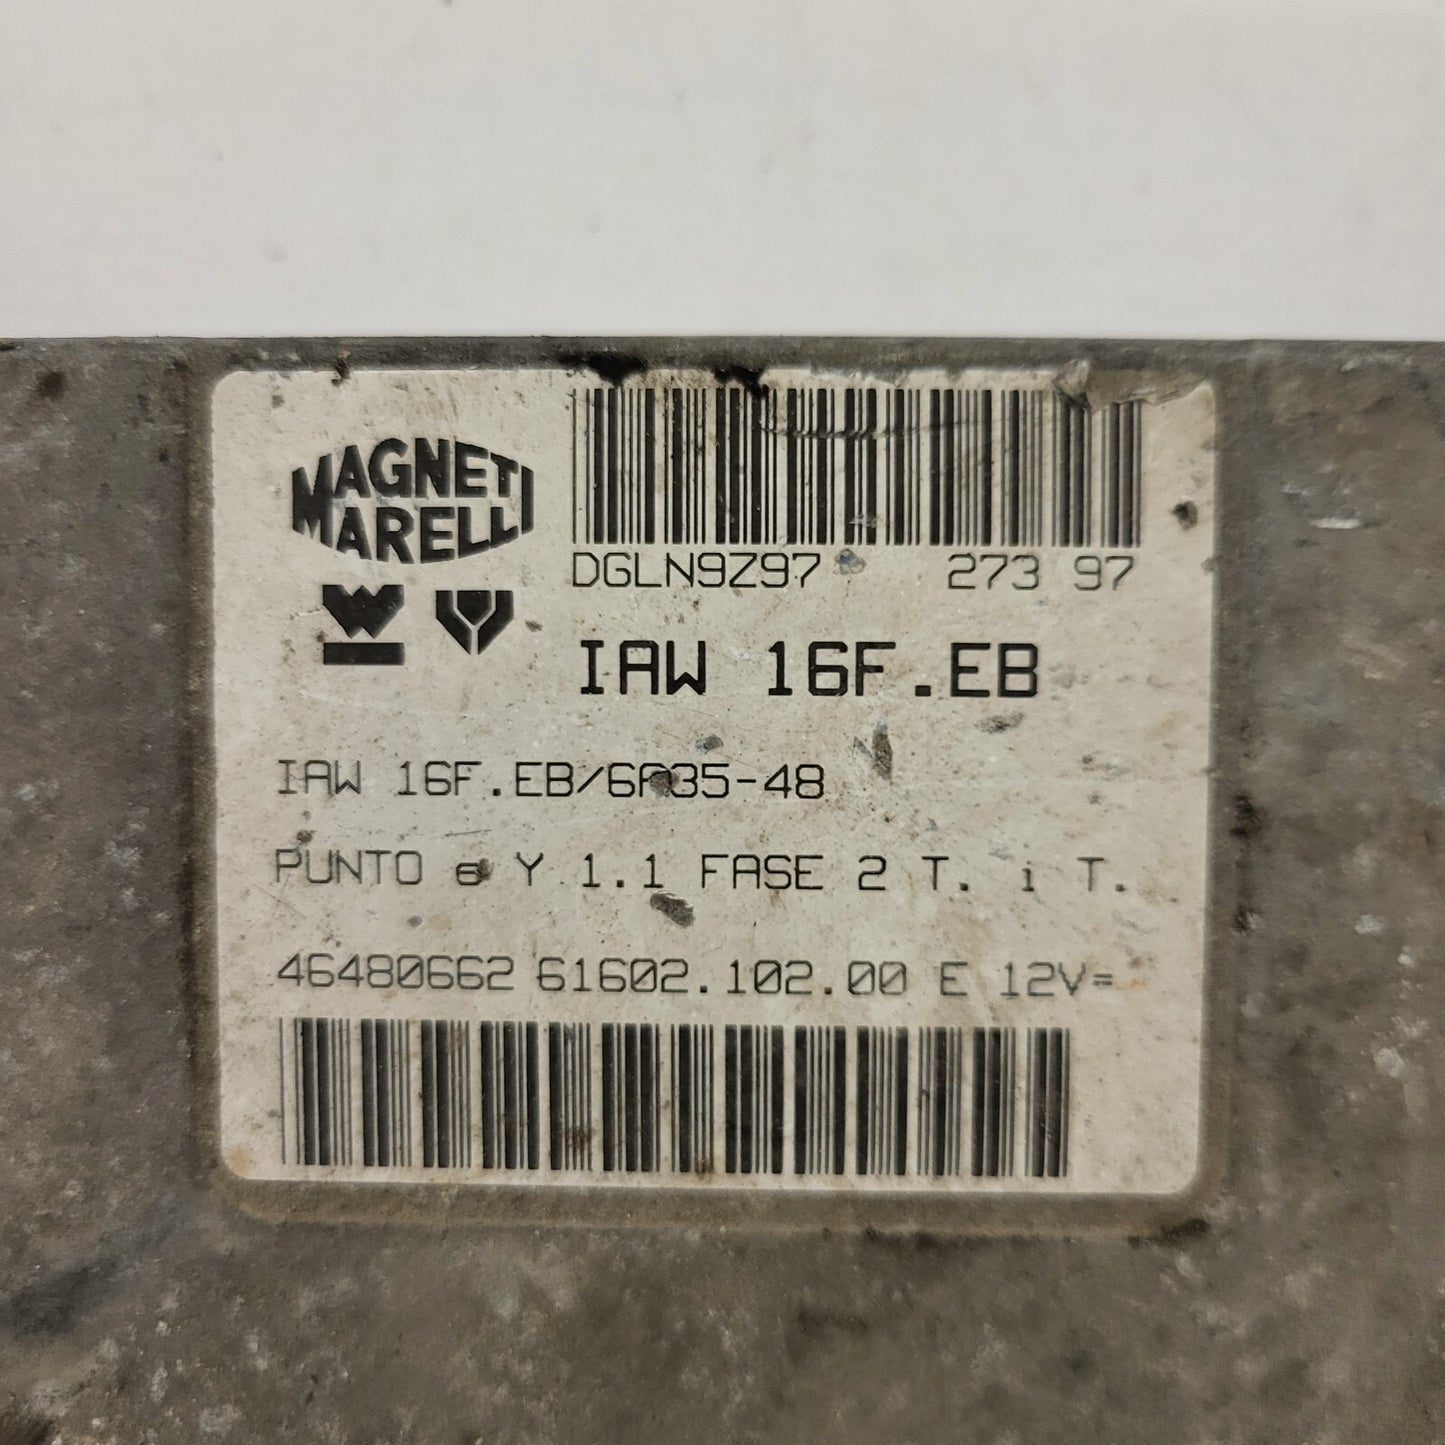 MAGNETI
MARELLI
DGLN9Z97 273 97
IAW 16F.EB
IAW 16F.EB/6A35-48
PUNTO e Y 1.1 FASE 2 T. i T.
46480662 61602.102.00 E 12V=